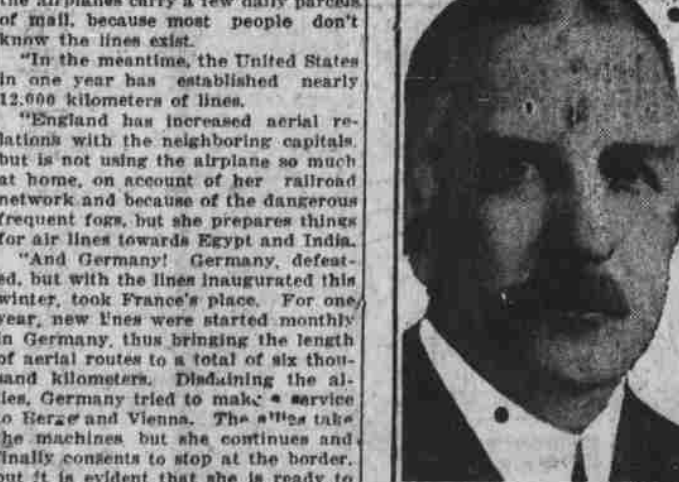 the airplanes carry a few daily parcels
of mail, because most people don't
know the lines exist.
"In the meantime, the United States
in one year has established nearly
12.000 kilometers of lines.
"England has increased aerial re-
lations with the neighboring capitals,
but is not using the airplane so much
at home, on account of her railroad
network and because of the dangerous
frequent fogs, but she prepares things
for air lines towards Egypt and India.
"And Germany! Germany, defeat-
ed, but with the lines inaugurated this
winter, took France's place. For one
year, new lines were started monthly
in Germany, thus bringing the length
of aerial routes to a total of six thou-
sand kilometers. Disdaining the al-
lies, Germany tried to make a service
to and Vienna. The allies take
the machines but she continues and
finally consents to stop at the border,
but it is evident that she is ready to